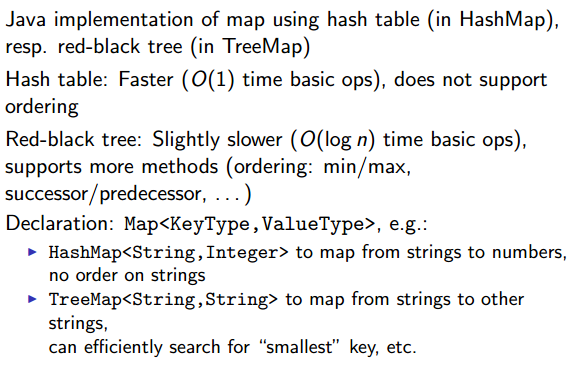 Java implementation of map using hash table (in HashMap),
resp. red-black tree (in TreeMap)
Hash table: Faster (O(1) time basic ops), does not support
ordering
Red-black tree: Slightly slower (O(log n) time basic ops),
supports more methods (ordering: min/max,
successor/predecessor, . . . )
Declaration: Map<KeyType,ValueType>, e.g.:
▶ HashMap<String,Integer> to map from strings to numbers,
no order on strings
▶ TreeMap<String,String> to map from strings to other
strings,
can efficiently search for “smallest” key, etc.